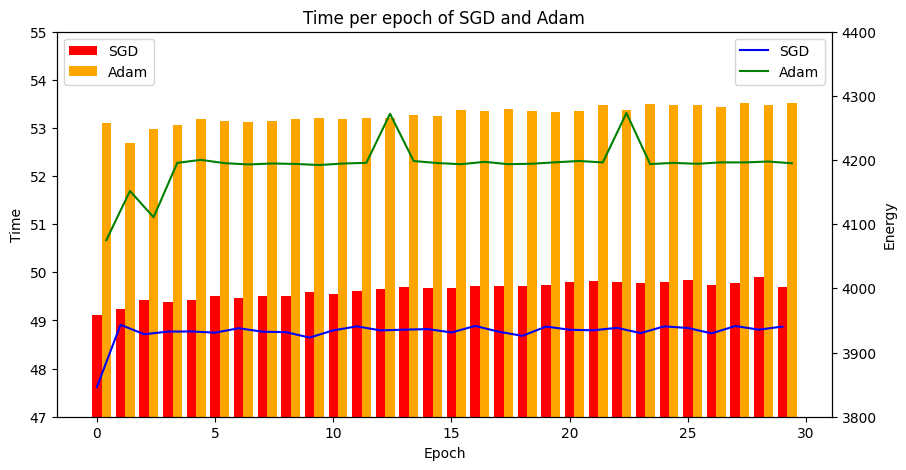 Time per epoch of SGD and Adam
SGD
Adam
SGD
Adam
55
54
53
52
51
50
49
48
47
Time
4400
4300
4200
4100
4000
3900
3800
Energy
0
5
10
15
20
25
30
Epoch